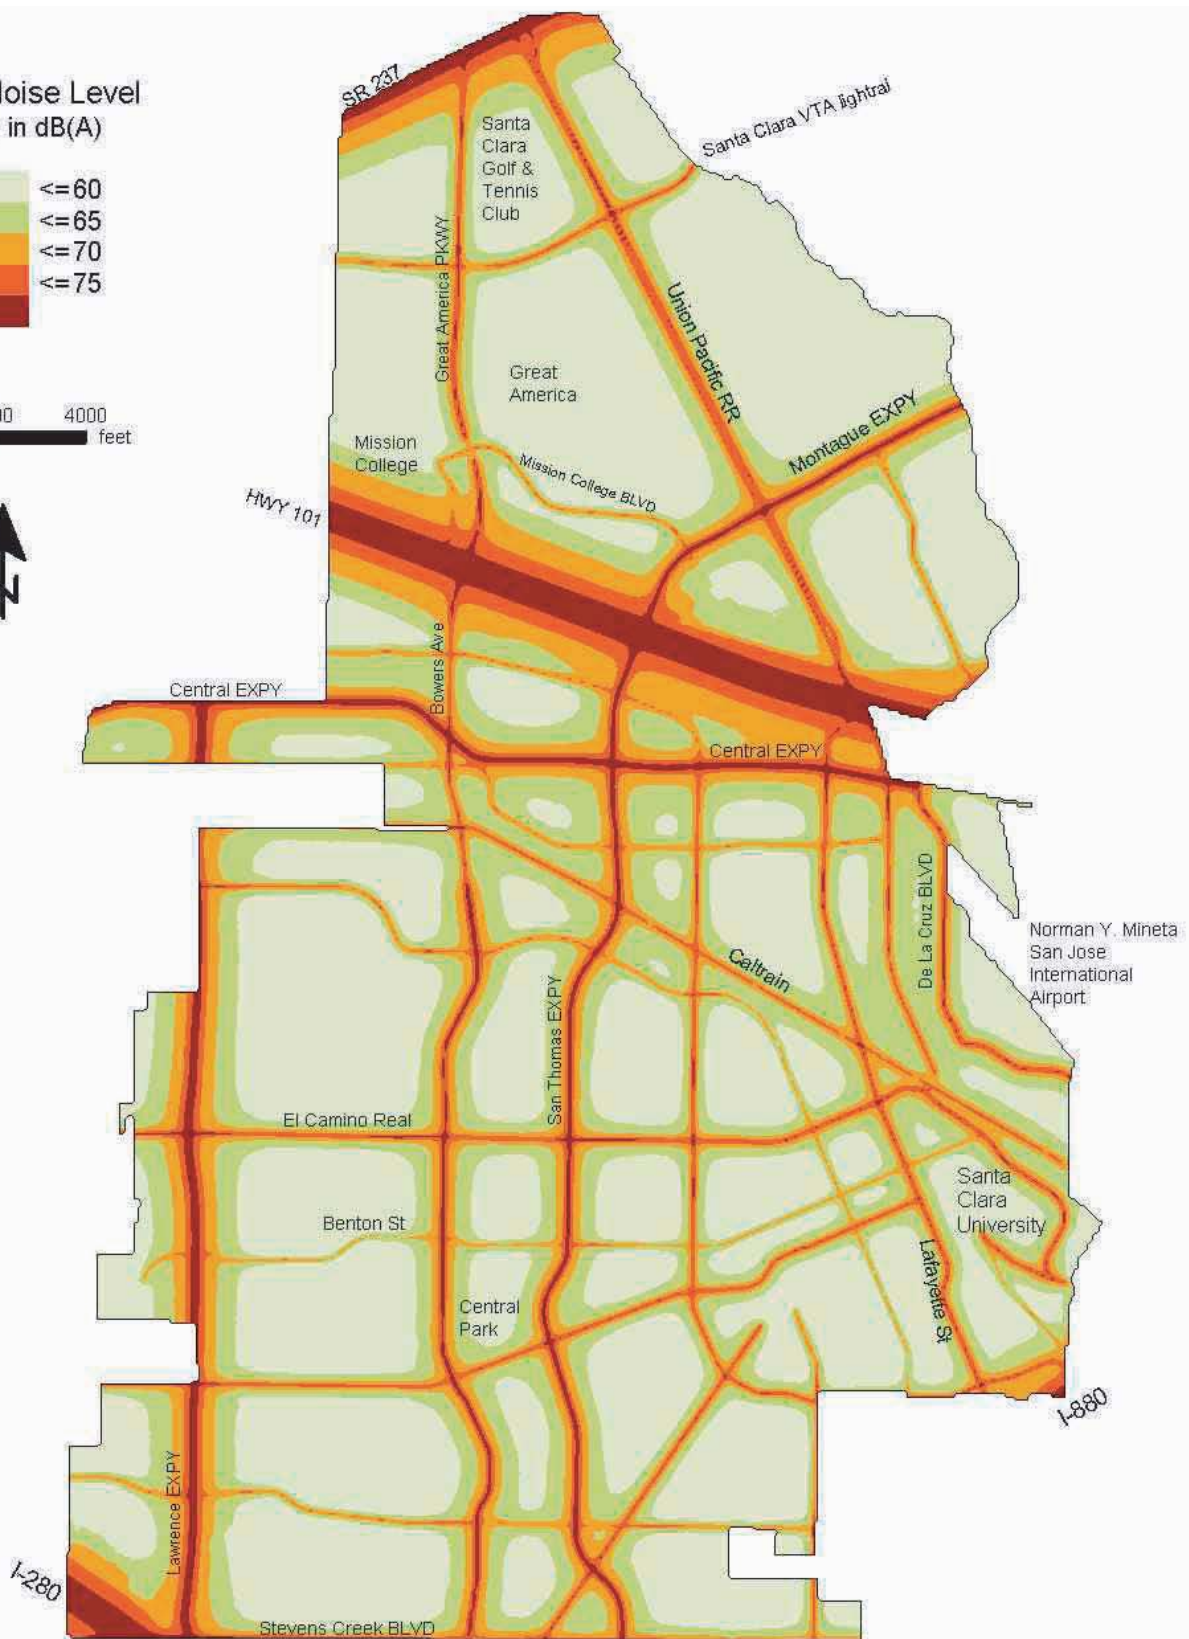 SR 237
oise Level
in dB(A)
<=60
<=65
<=70
<=75
4000
feet
N
Santa
Clara
Golf &
Tennis
Club
Santa Clara VTA lightrail
Great America PKWY
Union Pacific RR
Great
America
Montague EXPY
Mission
College
Mission College BLVD
HWY 101
Bowers Ave
Central EXPY
Central EXPY
De La Cruz BLVD
Norman Y. Mineta
San Jose
International
Airport
Caltrain
San Thomas EXPY
El Camino Real
Santa
Clara
University
Benton St
Lafayette St
Central
Park
I-880
Lawrence EXPY
I-280
Stevens Creek BLVD